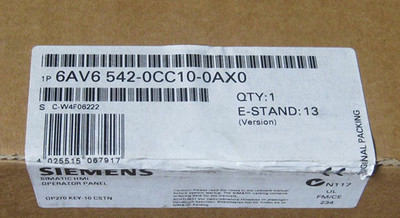 1P 6AV6 542-0CC10-0AX0
S C-W4F06222
QTY:1
E-STAND: 13
(Version)
ORIGINAL PACKING
4 025515 067917
SIEMENS
SIMATIC HMI
OPERATOR PANEL
OP270 KEY-10 CSTN
N117
UL
FM/CE
234